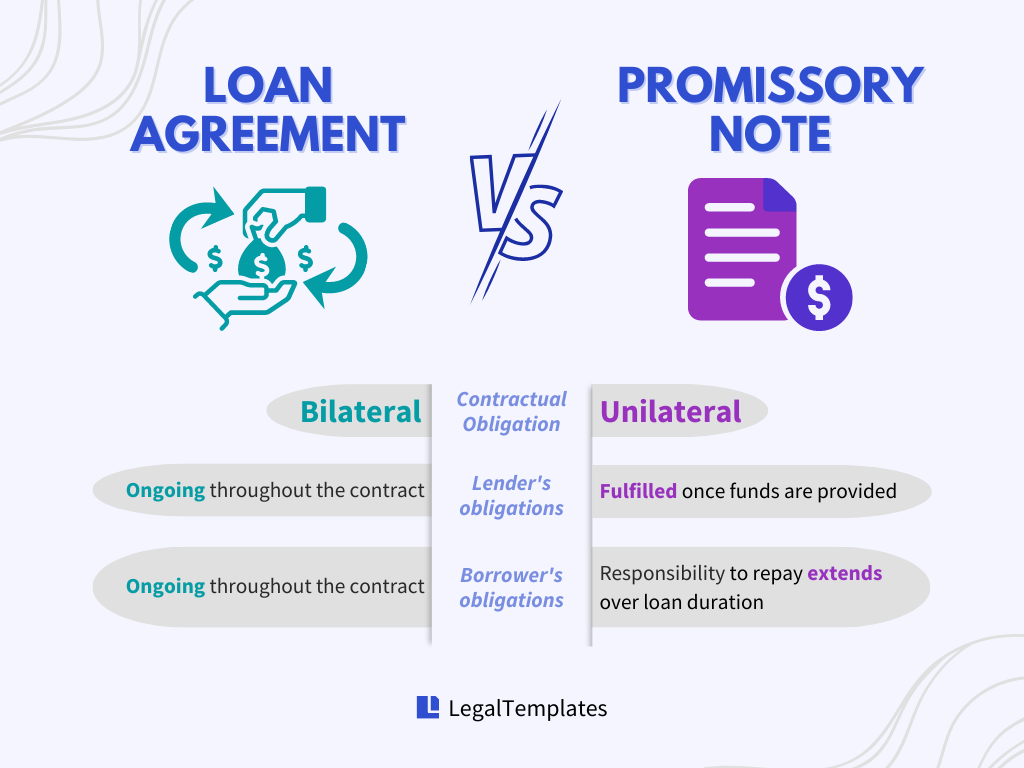 LOAN
AGREEMENT
VS
PROMISSORY
NOTE
$ $ $
$
Bilateral
Contractual
Obligation
Unilateral
Ongoing throughout the contract
Lender's
obligations
Fulfilled once funds are provided
Ongoing throughout the contract
Borrower's
obligations
Responsibility to repay extends
over loan duration
LegalTemplates